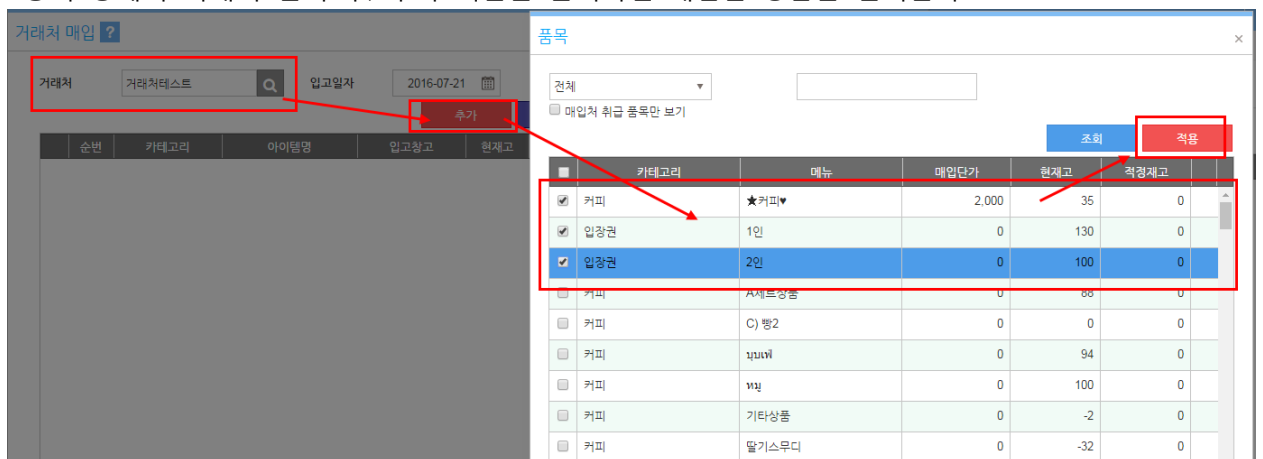 거래처 매입 ?
거래처 거래처테스트 입고일자 2016-07-21
추가
순번 카테고리 아이템명 입고창고 현재고
품목 ×
전체
매입처 취급 품목만 보기
조회 적용
카테고리 메뉴 매입단가 현재고 적정재고
커피 ★커피♥ 2,000 35 0
입장권 1인 0 130 0
입장권 2인 0 100 0
커피 A세트상품 0 88 0
커피 C) 빵2 0 0 0
커피 บุบเฟ่ 0 94 0
커피 หมู 0 100 0
커피 기타상품 0 -2 0
커피 딸기스무디 0 -32 0